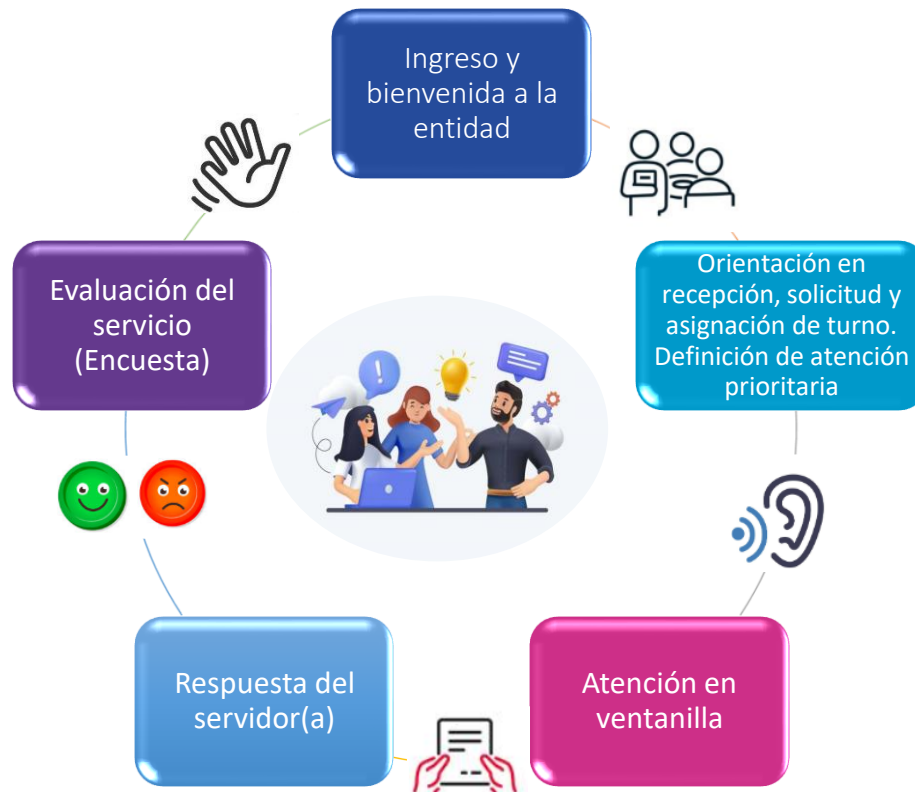 Ingreso y
bienvenida a la
entidad
Orientación en
recepción, solicitud y
asignación de turno.
Definición de atención
prioritaria
Atención en
ventanilla
Respuesta del
servidor(a)
Evaluación del
servicio
(Encuesta)